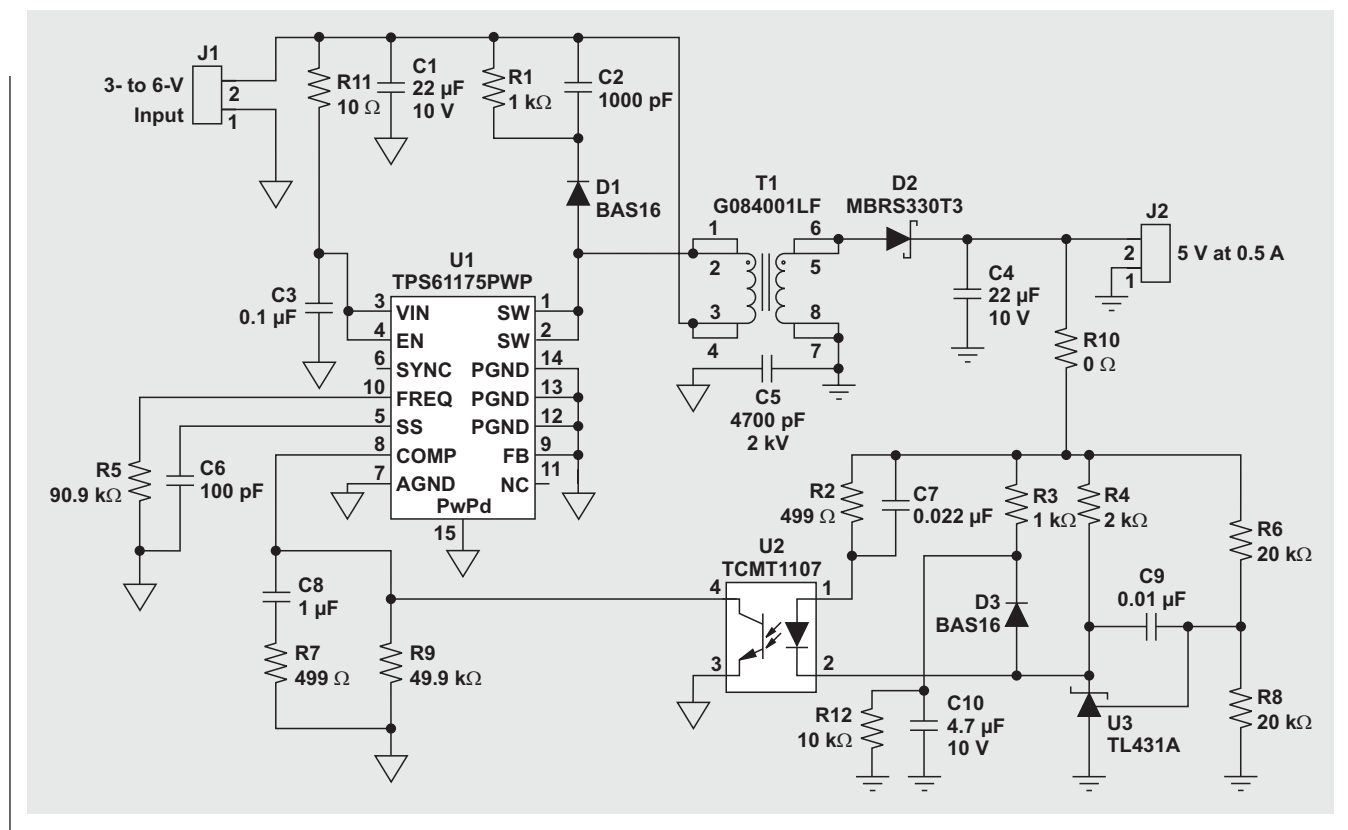 J1
3- to 6-V
Input
2
1
R11
10 Ω
C1
22 µF
10 V
R1
1 kΩ
C2
1000 pF
D1
BAS16
T1
G084001LF
1
2
3
4
6
5
8
7
D2
MBRS330T3
J2
2
1
5 V at 0.5 A
C4
22 µF
10 V
R10
0 Ω
C5
4700 pF
2 kV
C3
0.1 µF
U1
TPS61175PWP
3
VIN
SW
1
4
EN
SW
2
6
SYNC
PGND
14
10
FREQ
PGND
13
5
SS
PGND
12
8
COMP
FB
9
7
AGND
NC
11
PwPd
15
R5
90.9 kΩ
C6
100 pF
C8
1 µF
R7
499 Ω
R9
49.9 kΩ
R2
499 Ω
C7
0.022 µF
R3
1 kΩ
R4
2 kΩ
R6
20 kΩ
U2
TCMT1107
4
1
3
2
D3
BAS16
C9
0.01 µF
R12
10 kΩ
C10
4.7 µF
10 V
U3
TL431A
R8
20 kΩ